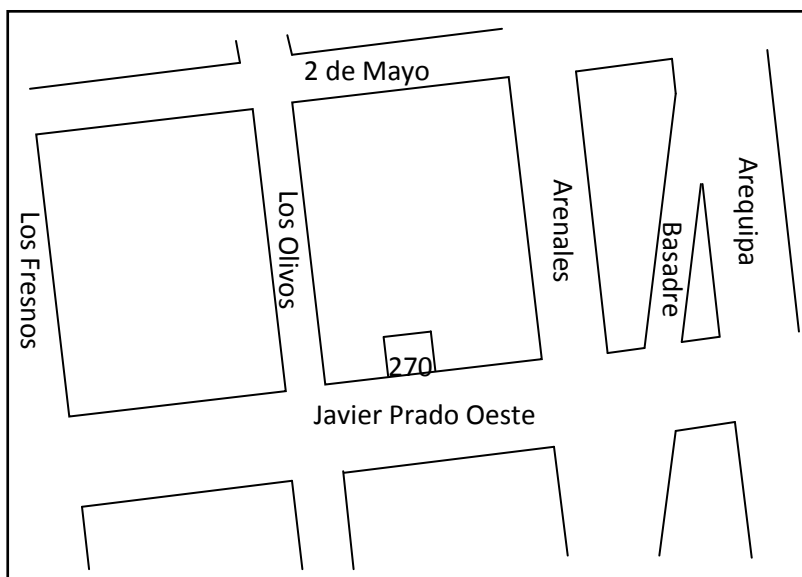 2 de Mayo
Los Fresnos
Los Olivos
Arenales
Basadre
Arequipa
270
Javier Prado Oeste